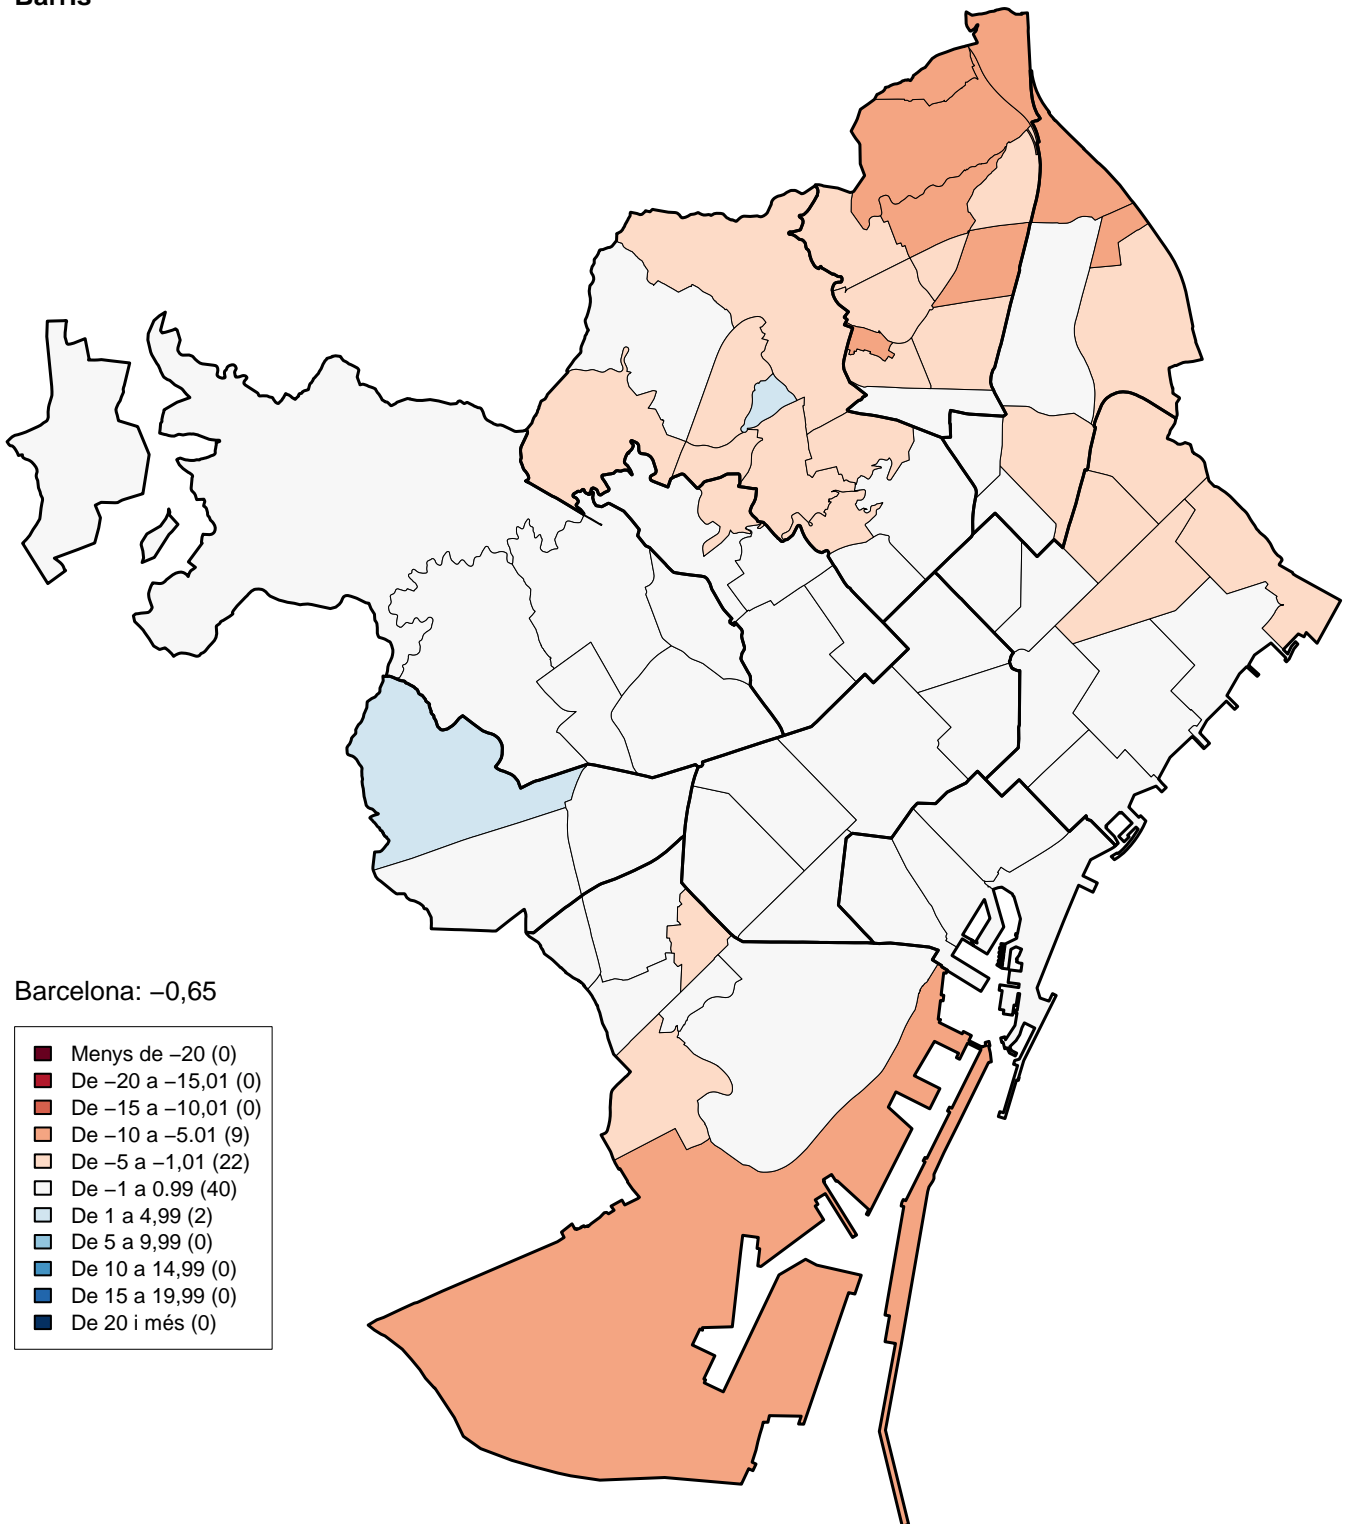 Barris
Barcelona: −0,65
Menys de −20 (0)
De −20 a −15,01 (0)
De −15 a −10,01 (0)
De −10 a −5.01 (9)
De −5 a −1,01 (22)
De −1 a 0.99 (40)
De 1 a 4,99 (2)
De 5 a 9,99 (0)
De 10 a 14,99 (0)
De 15 a 19,99 (0)
De 20 i més (0)